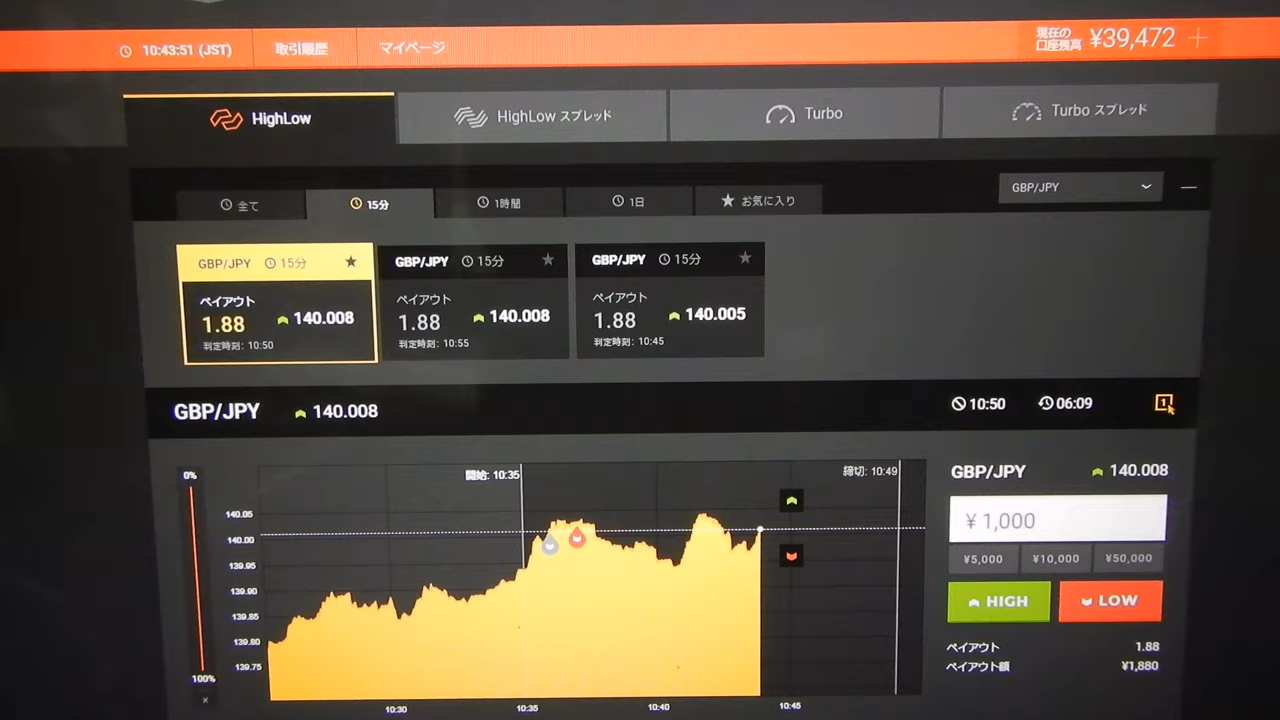 10:43:51 (JST) 取引履歴 マイページ 現在の口座残高 ¥39,472 +
HighLow HighLow スプレッド Turbo Turbo スプレッド
全て 15分 1時間 1日 お気に入り GBP/JPY
GBP/JPY 15分 GBP/JPY 15分 GBP/JPY 15分
ペイアウト ペイアウト ペイアウト
1.88 140.008 1.88 140.008 1.88 140.005
判定時刻: 10:50 判定時刻: 10:55 判定時刻: 10:45
GBP/JPY 140.008 10:50 06:09 1
0% 開始: 10:35 締切: 10:49
GBP/JPY 140.008
140.05
¥ 1,000
140.00
139.95
¥5,000 ¥10,000 ¥50,000
139.90
HIGH LOW
139.85
139.80
ペイアウト 1.88
139.75
ペイアウト額 ¥1,880
100%
×
10:30 10:35 10:40 10:45